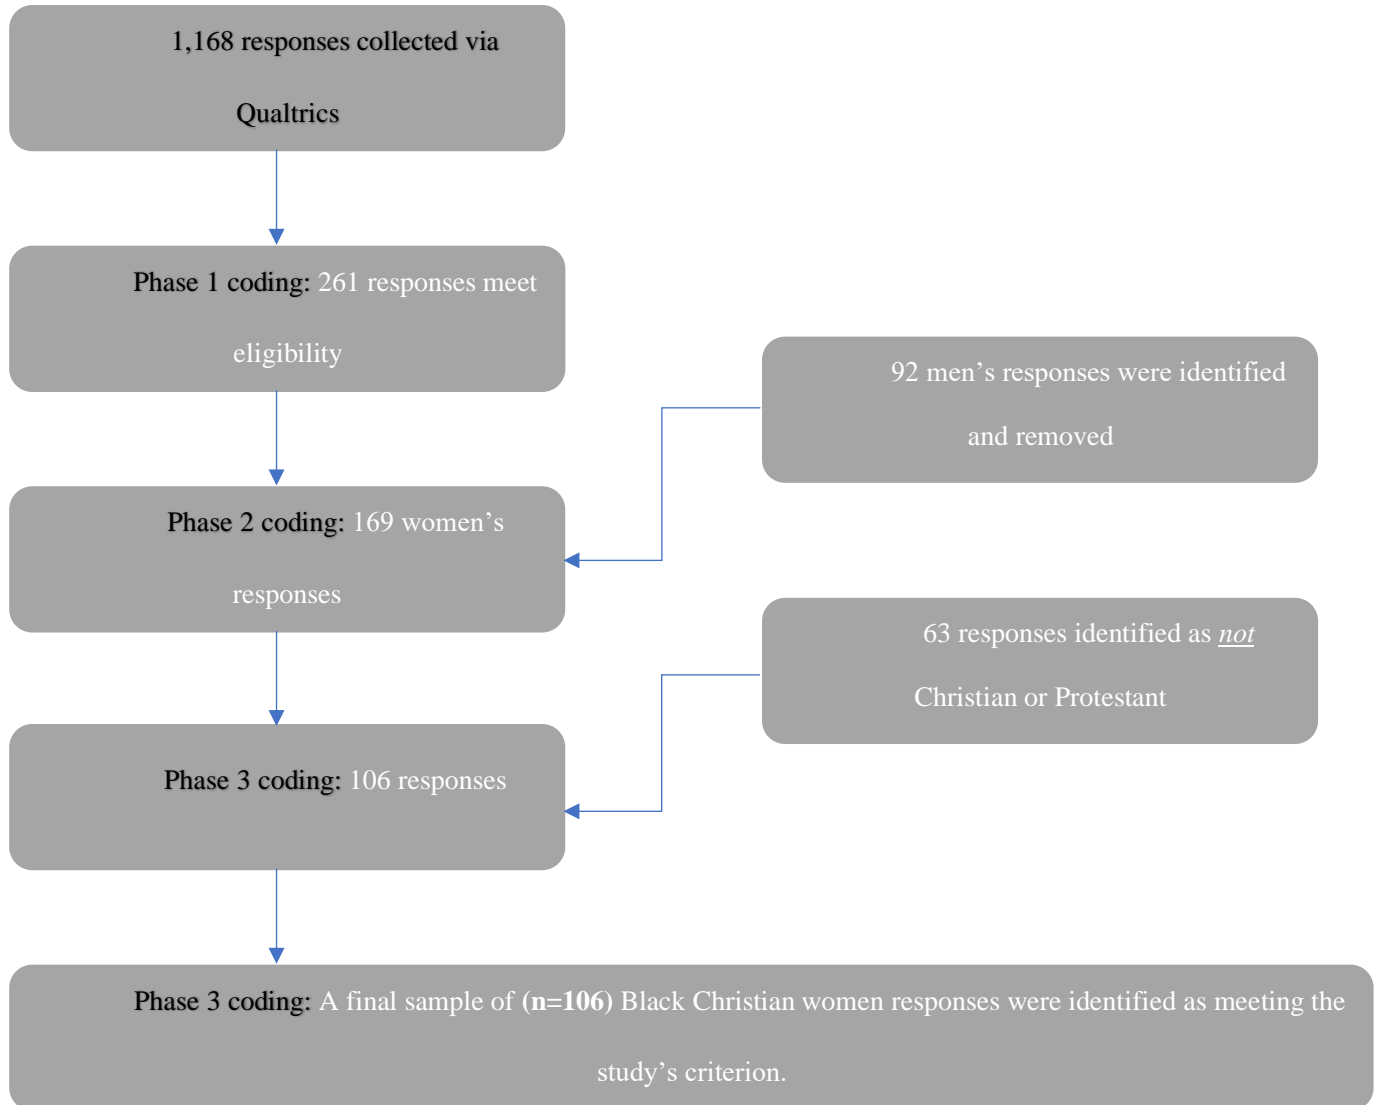 1,168 responses collected via
Qualtrics
Phase 1 coding: 261 responses meet
eligibility
92 men’s responses were identified
and removed
Phase 2 coding: 169 women’s
responses
63 responses identified as not
Christian or Protestant
Phase 3 coding: 106 responses
Phase 3 coding: A final sample of (n=106) Black Christian women responses were identified as meeting the
study’s criterion.